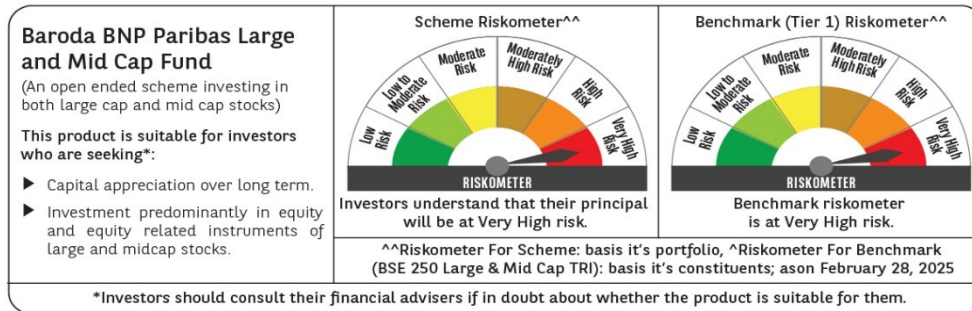 Baroda BNP Paribas Large
and Mid Cap Fund
(An open ended scheme investing in
both large cap and mid cap stocks)
This product is suitable for investors
who are seeking*:
▶ Capital appreciation over long term.
▶ Investment predominantly in equity
and equity related instruments of
large and midcap stocks.
Scheme Riskometer^^
Low
Risk
Low to
Moderate
Risk
Moderate
Risk
Moderately
High Risk
High
Risk
Very High
Risk
RISKOMETER
Investors understand that their principal
will be at Very High risk.
Benchmark (Tier 1) Riskometer^^
Low
Risk
Low to
Moderate
Risk
Moderate
Risk
Moderately
High Risk
High
Risk
Very High
Risk
RISKOMETER
Benchmark riskometer
is at Very High risk.
^^Riskometer For Scheme: basis it's portfolio, ^Riskometer For Benchmark
(BSE 250 Large & Mid Cap TRI): basis it's constituents; ason February 28, 2025
*Investors should consult their financial advisers if in doubt about whether the product is suitable for them.